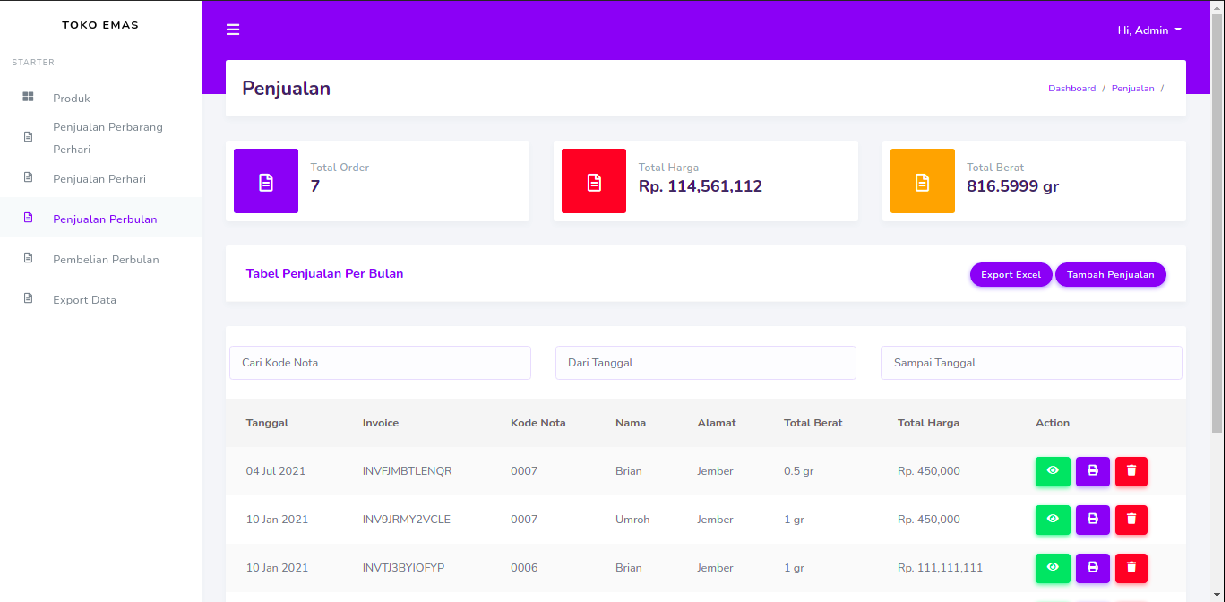 TOKO EMAS
STARTER
Produk
Penjualan Perbarang
Perhari
Penjualan Perhari
Penjualan Perbulan
Pembelian Perbulan
Export Data
Hi, Admin
Penjualan
Dashboard / Penjualan /
Total Order
7
Total Harga
Rp. 114,561,112
Total Berat
816.5999 gr
Tabel Penjualan Per Bulan
Export Excel Tambah Penjualan
Cari Kode Nota Dari Tanggal Sampai Tanggal
Tanggal Invoice Kode Nota Nama Alamat Total Berat Total Harga Action
04 Jul 2021 INVFJMBTLENQR 0007 Brian Jember 0.5 gr Rp. 450,000
10 Jan 2021 INV9JRMY2VCLE 0007 Umroh Jember 1 gr Rp. 450,000
10 Jan 2021 INVTJ3BYIOFYP 0006 Brian Jember 1 gr Rp. 111,111,111